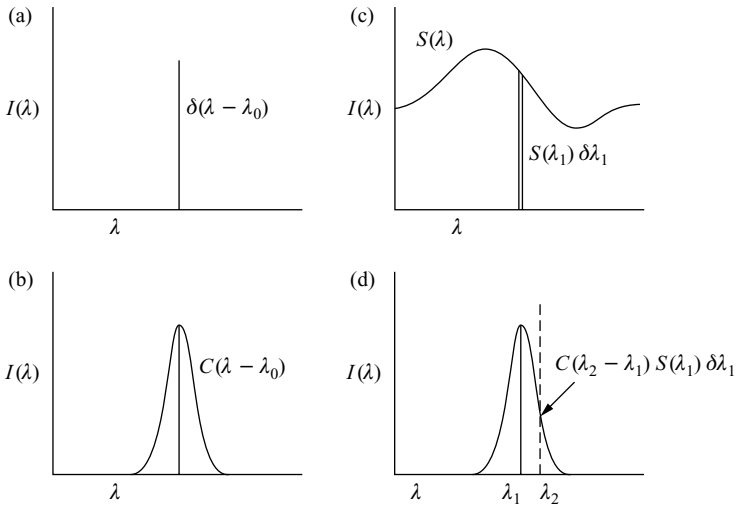 (a)
I(λ)
δ(λ − λ₀)
λ
(c)
S(λ)
I(λ)
S(λ₁) δλ₁
λ
(b)
I(λ)
C(λ − λ₀)
λ
(d)
I(λ)
C(λ₂ − λ₁) S(λ₁) δλ₁
λ λ₁ λ₂